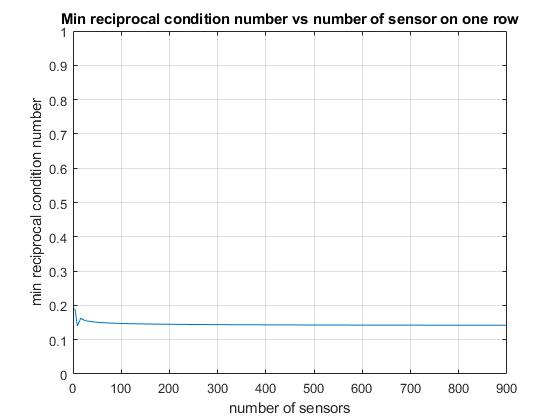 Min reciprocal condition number vs number of sensor on one row
1
0.9
0.8
0.7
0.6
0.5
0.4
0.3
0.2
0.1
0
min reciprocal condition number
0 100 200 300 400 500 600 700 800 900
number of sensors